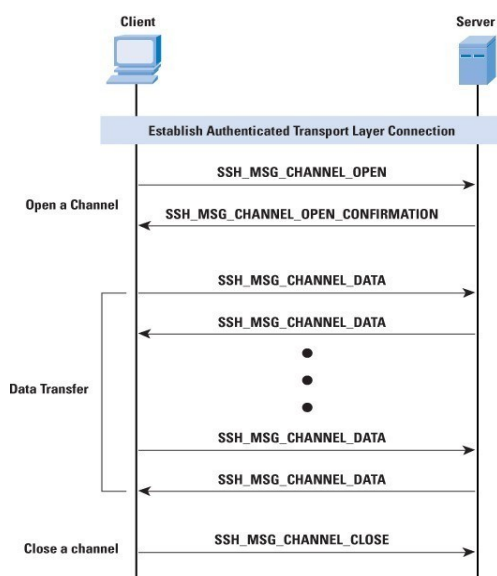 Client
Server
Establish Authenticated Transport Layer Connection
SSH_MSG_CHANNEL_OPEN
Open a Channel
SSH_MSG_CHANNEL_OPEN_CONFIRMATION
SSH_MSG_CHANNEL_DATA
SSH_MSG_CHANNEL_DATA
Data Transfer
SSH_MSG_CHANNEL_DATA
SSH_MSG_CHANNEL_DATA
Close a channel
SSH_MSG_CHANNEL_CLOSE